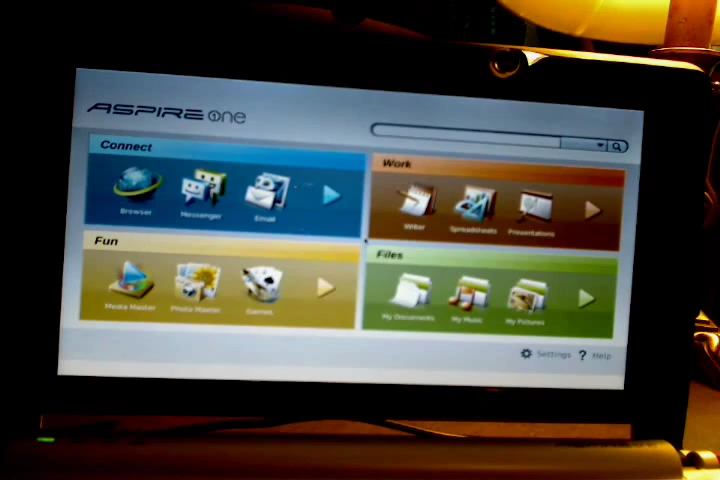 ASPIRE one
Connect
Browser
Messenger
Email
Work
Writer
Spreadsheets
Presentations
Fun
Media Master
Photo Master
Games
Files
My Documents
My Music
My Pictures
Settings ? Help